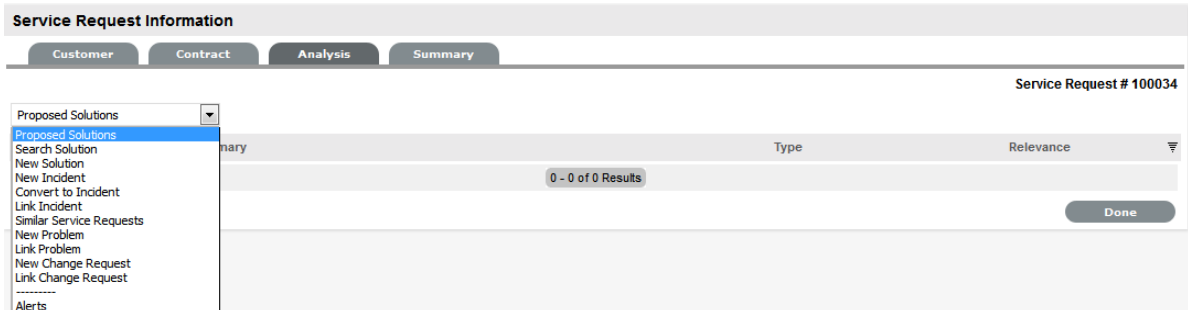 Service Request Information
Customer Contract Analysis Summary
Service Request # 100034
Proposed Solutions
Proposed Solutions
Search Solution
mary Type Relevance
New Solution
New Incident
0 - 0 of 0 Results
Convert to Incident
Link Incident
Done
Similar Service Requests
New Problem
Link Problem
New Change Request
Link Change Request
---------
Alerts